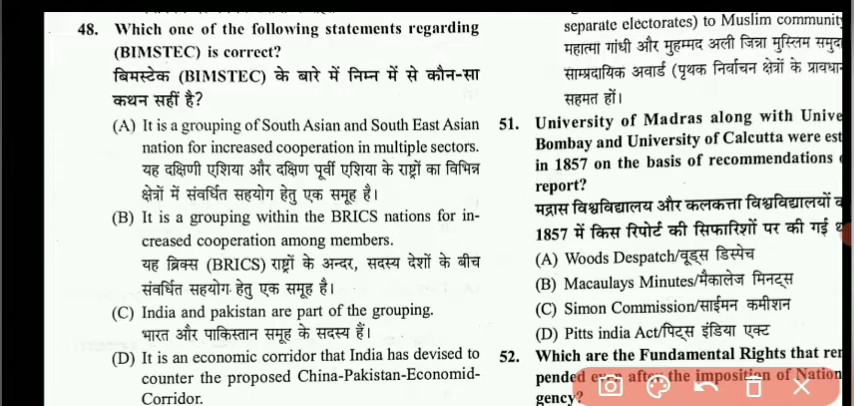 48. Which one of the following statements regarding
(BIMSTEC) is correct?
बिमस्टेक (BIMSTEC) के बारे में निम्न में से कौन-सा
कथन सहीं है?
(A) It is a grouping of South Asian and South East Asian
nation for increased cooperation in multiple sectors.
यह दक्षिणी एशिया और दक्षिण पूर्वी एशिया के राष्ट्रों का विभिन्न
क्षेत्रों में संवर्धित सहयोग हेतु एक समूह है।
(B) It is a grouping within the BRICS nations for in-
creased cooperation among members.
यह ब्रिक्स (BRICS) राष्ट्रों के अन्दर, सदस्य देशों के बीच
संवर्धित सहयोग हेतु एक समूह है।
(C) India and pakistan are part of the grouping.
भारत और पाकिस्तान समूह के सदस्य हैं।
(D) It is an economic corridor that India has devised to
counter the proposed China-Pakistan-Economid-
Corridor.
separate electorates) to Muslim community
महात्मा गांधी और मुहम्मद अली जिन्ना मुस्लिम समुदा
साम्प्रदायिक अवार्ड (पृथक निर्वाचन क्षेत्रों के प्रावधान
सहमत हों।
51. University of Madras along with Unive
Bombay and University of Calcutta were est
in 1857 on the basis of recommendations
report?
मद्रास विश्वविद्यालय और कलकत्ता विश्वविद्यालयों
1857 में किस रिपोर्ट की सिफारिशों पर की गई
(A) Woods Despatch/वूड्स डिस्पेच
(B) Macaulays Minutes/मैकालेज मिनट्स
(C) Simon Commission/साईमन कमीशन
(D) Pitts india Act/पिट्स इंडिया एक्ट
52. Which are the Fundamental Rights that
pended even after the imposition of Nation
gency?